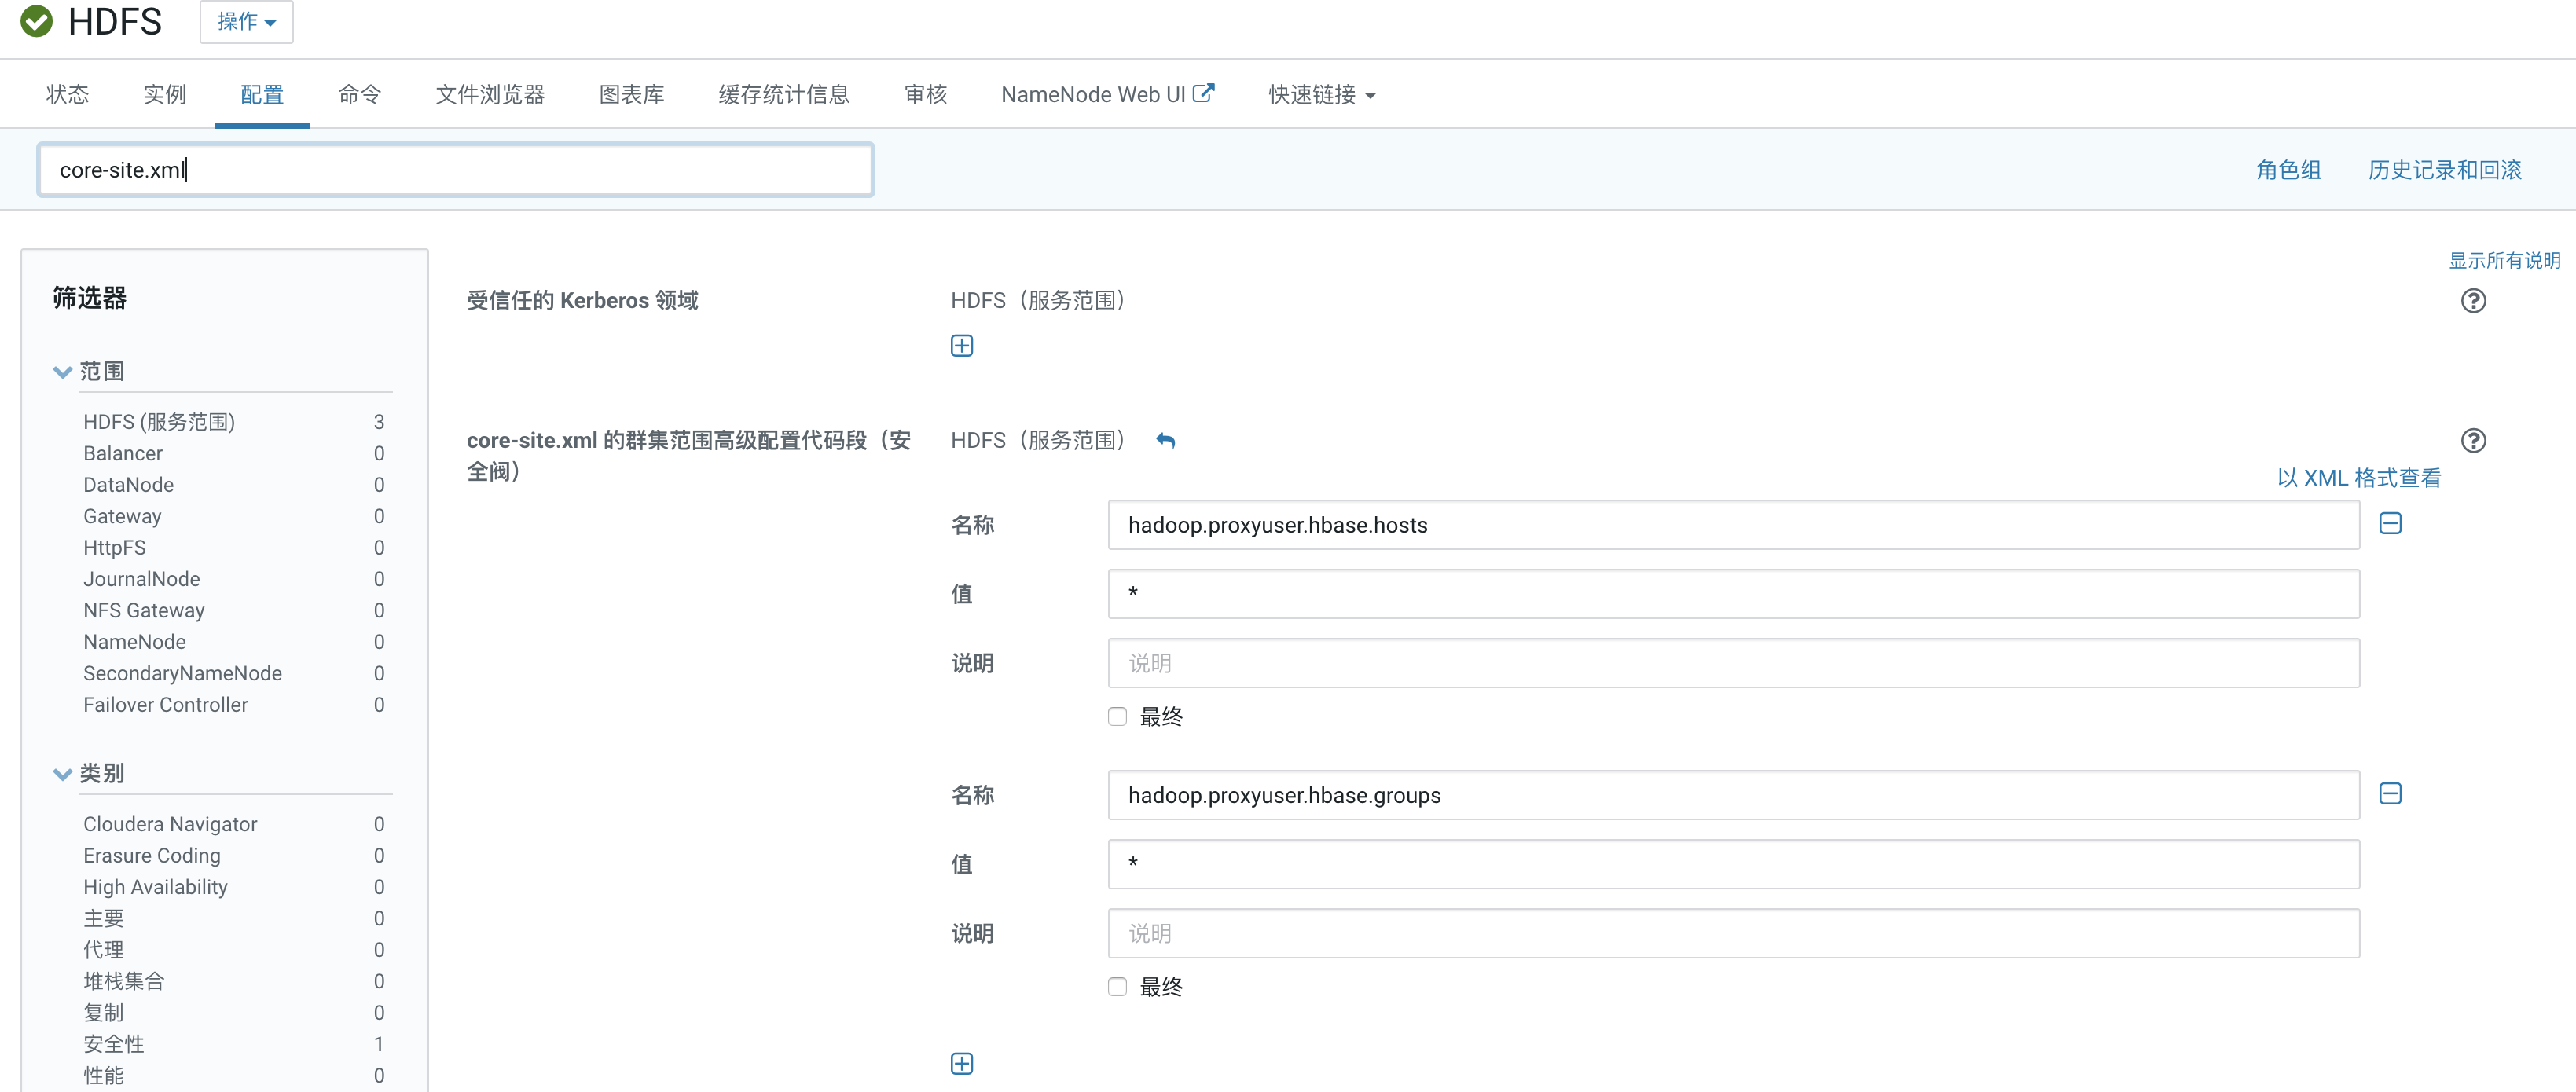 HDFS 操作
状态 实例 配置 命令 文件浏览器 图表库 缓存统计信息 审核 NameNode Web UI 快速链接
core-site.xml 角色组 历史记录和回滚
显示所有说明
筛选器
范围
HDFS (服务范围) 3
Balancer 0
DataNode 0
Gateway 0
HttpFS 0
JournalNode 0
NFS Gateway 0
NameNode 0
SecondaryNameNode 0
Failover Controller 0
类别
Cloudera Navigator 0
Erasure Coding 0
High Availability 0
主要 0
代理 0
堆栈集合 0
复制 0
安全性 1
性能 0
受信任的 Kerberos 领域 HDFS（服务范围）
core-site.xml 的群集范围高级配置代码段（安
全阀）
HDFS（服务范围）
以 XML 格式查看
名称 hadoop.proxyuser.hbase.hosts
值 *
说明 说明
最终
名称 hadoop.proxyuser.hbase.groups
值 *
说明 说明
最终